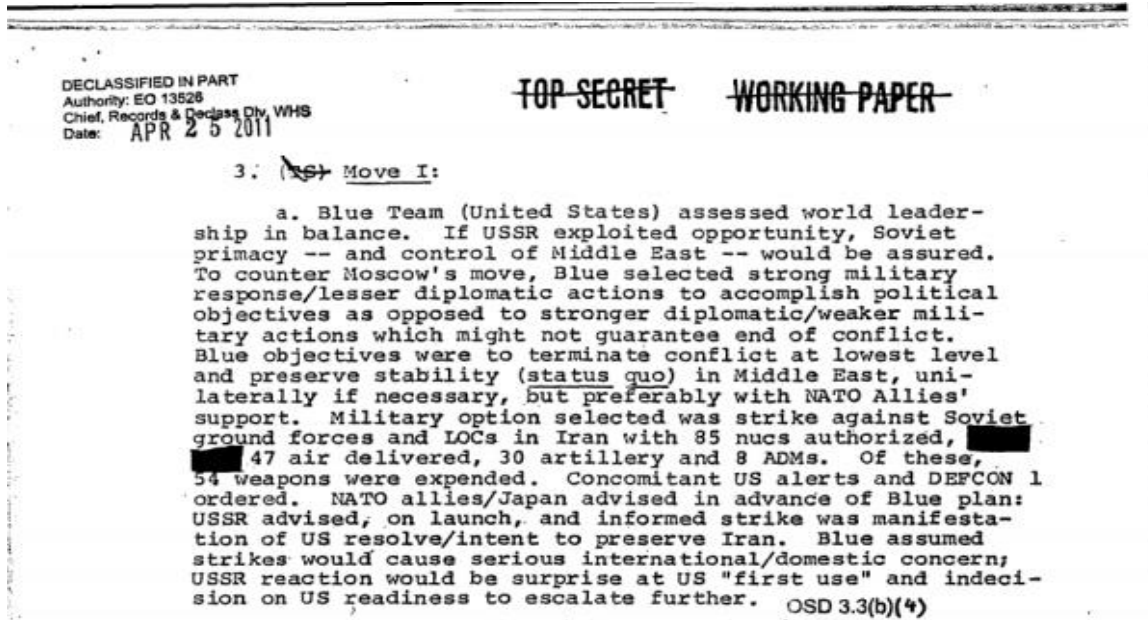 DECLASSIFIED IN PART
Authority: EO 13526
Chief, Records & Declass Div, WHS
Date: APR 25 2011
TOP SECRET WORKING PAPER
3. (TS) Move I:
a. Blue Team (United States) assessed world leader-
ship in balance. If USSR exploited opportunity, Soviet
primacy -- and control of Middle East -- would be assured.
To counter Moscow's move, Blue selected strong military
response/lesser diplomatic actions to accomplish political
objectives as opposed to stronger diplomatic/weaker mili-
tary actions which might not guarantee end of conflict.
Blue objectives were to terminate conflict at lowest level
and preserve stability (status quo) in Middle East, uni-
laterally if necessary, but preferably with NATO Allies'
support. Military option selected was strike against Soviet
ground forces and LOCs in Iran with 85 nucs authorized,
47 air delivered, 30 artillery and 8 ADMs. Of these,
54 weapons were expended. Concomitant US alerts and DEFCON 1
ordered. NATO allies/Japan advised in advance of Blue plan:
USSR advised, on launch, and informed strike was manifesta-
tion of US resolve/intent to preserve Iran. Blue assumed
strikes would cause serious international/domestic concern;
USSR reaction would be surprise at US "first use" and indeci-
sion on US readiness to escalate further. OSD 3.3(b)(4)